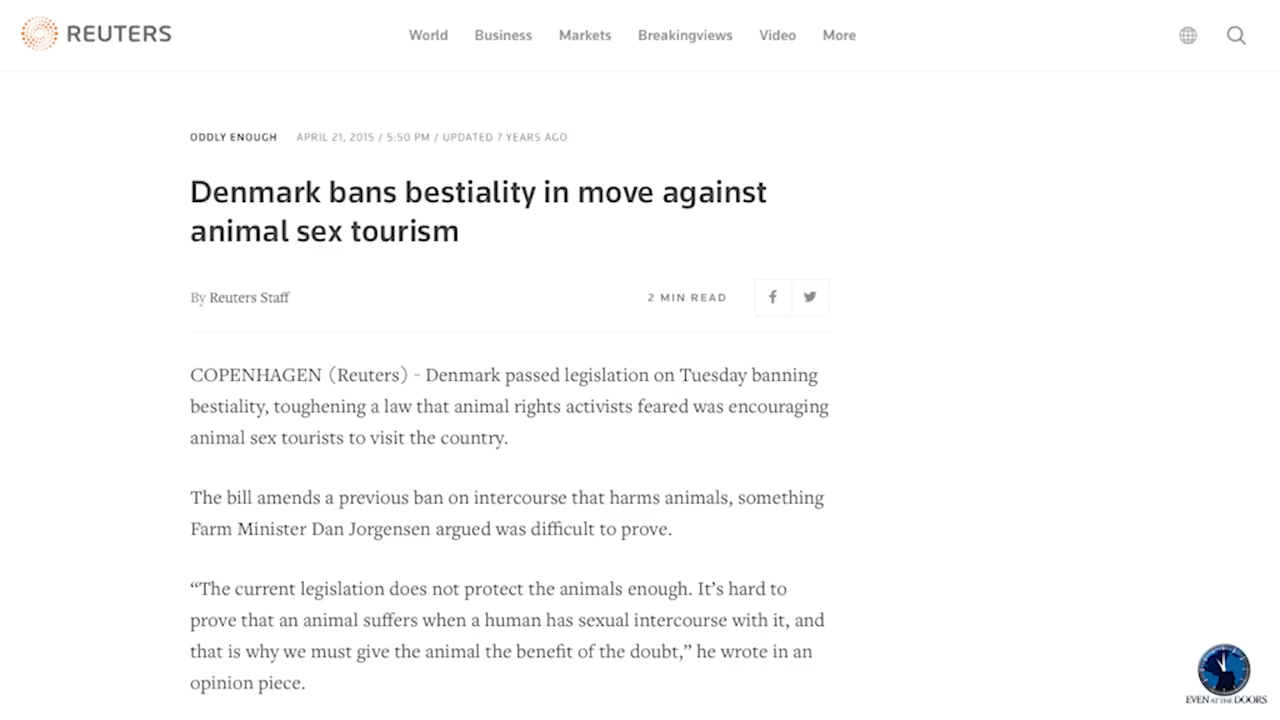 REUTERS
World Business Markets Breakingviews Video More
ODDLY ENOUGH APRIL 21, 2015 / 5:50 PM / UPDATED 7 YEARS AGO
Denmark bans bestiality in move against
animal sex tourism
By Reuters Staff
2 MIN READ
COPENHAGEN (Reuters) - Denmark passed legislation on Tuesday banning
bestiality, toughening a law that animal rights activists feared was encouraging
animal sex tourists to visit the country.
The bill amends a previous ban on intercourse that harms animals, something
Farm Minister Dan Jorgensen argued was difficult to prove.
“The current legislation does not protect the animals enough. It’s hard to
prove that an animal suffers when a human has sexual intercourse with it, and
that is why we must give the animal the benefit of the doubt,” he wrote in an
opinion piece.
EVEN AT THE DOORS